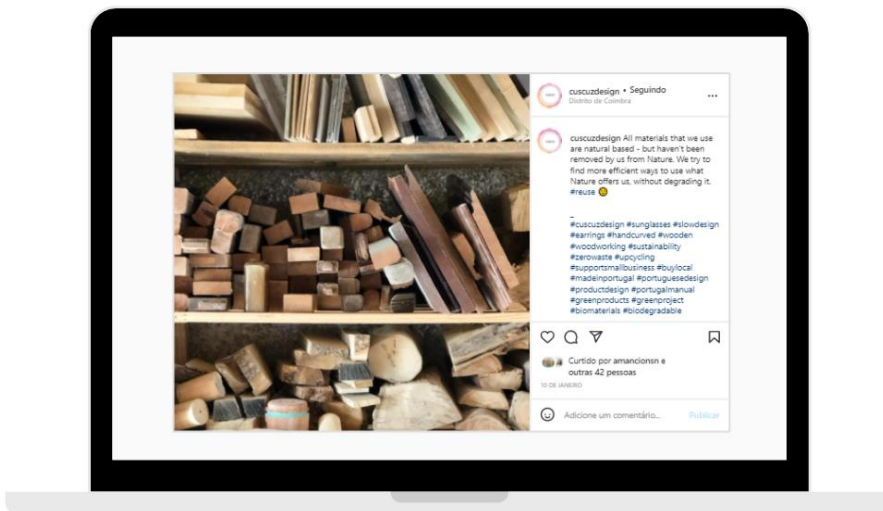 cuscuzdesign • Seguindo
Distrito de Coimbra
cuscuzdesign All materials that we use
are natural based - but haven't been
removed by us from Nature. We try to
find more efficient ways to use what
Nature offers us, without degrading it.
#reuse
_
#cuscuzdesign #sunglasses #slowdesign
#earrings #handcurved #wooden
#woodworking #sustainability
#zerowaste #upcycling
#supportsmallbusiness #buylocal
#madeinportugal #portuguesedesign
#productdesign #portugalmanual
#greenproducts #greenproject
#biomaterials #biodegradable
Curtido por amancionsn e
outras 42 pessoas
10 DE JANEIRO
Adicione um comentário... Publicar